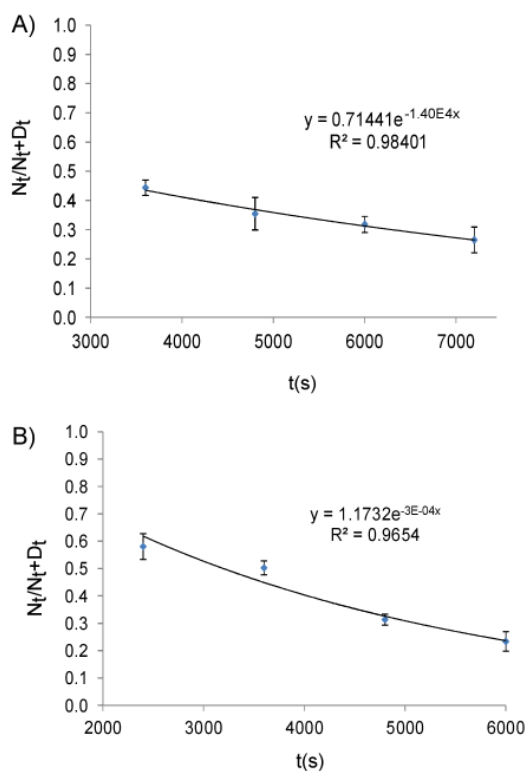 A)
1.0
0.9
0.8
0.7
0.6
0.5
0.4
0.3
0.2
0.1
0.0
Nt/Nt+Dt
y = 0.71441e-1.40E4x
R² = 0.98401
3000 4000 5000 6000 7000
t(s)
B)
1.0
0.9
0.8
0.7
0.6
0.5
0.4
0.3
0.2
0.1
0.0
Nt/Nt+Dt
y = 1.1732e-3E-04x
R² = 0.9654
2000 3000 4000 5000 6000
t(s)